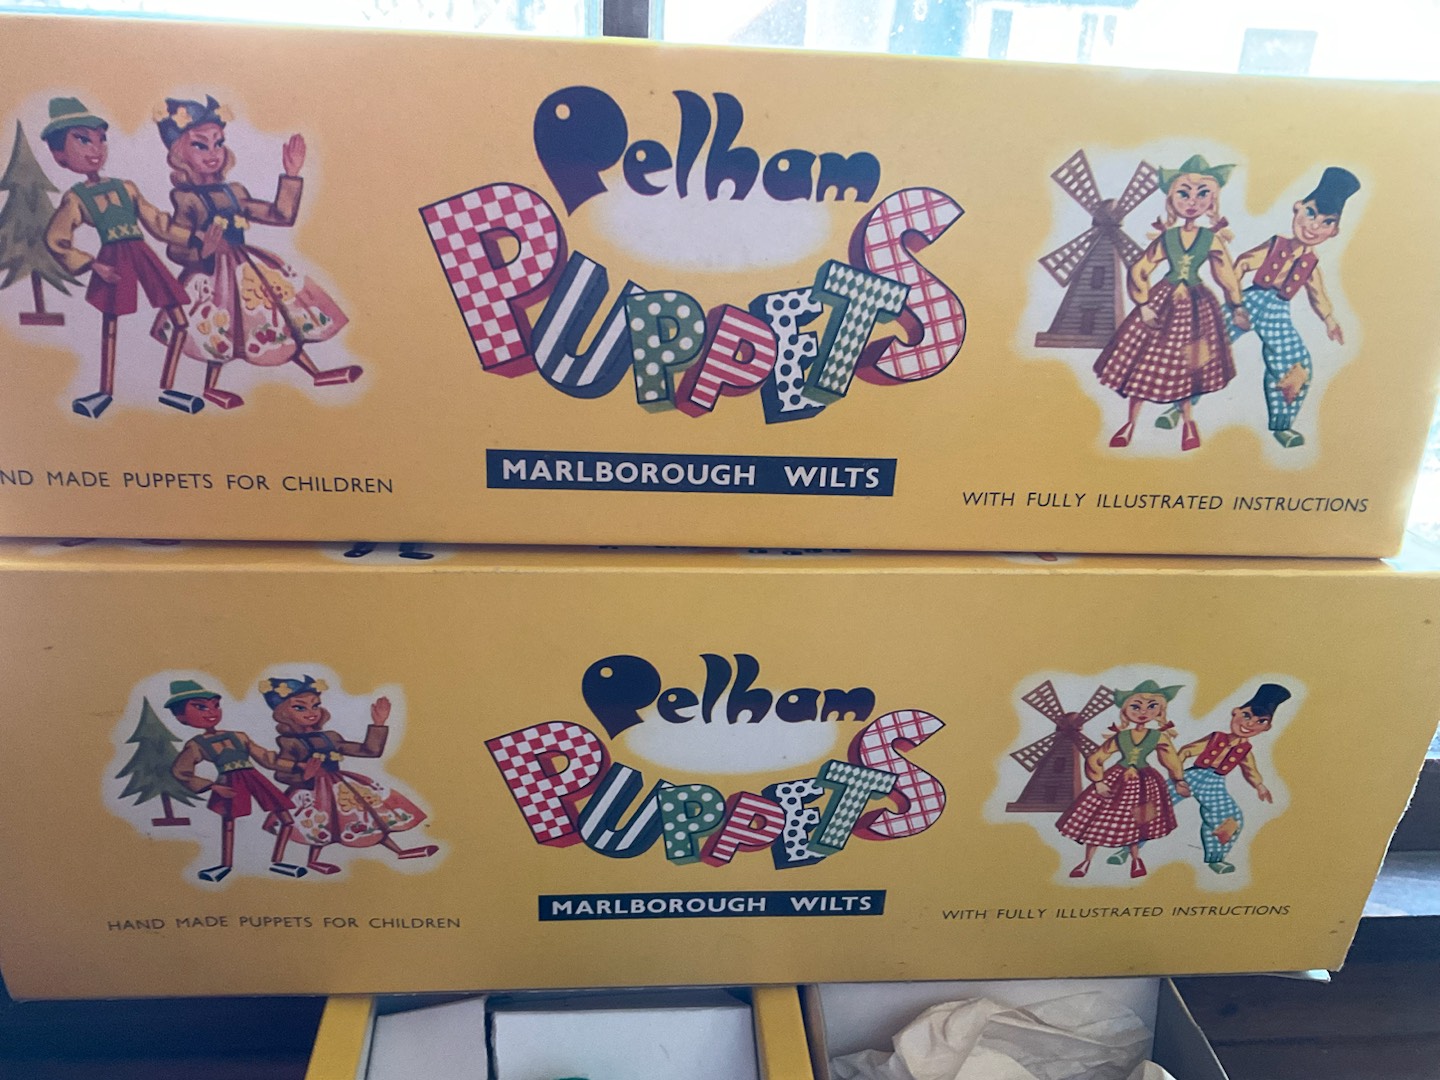 Pelham
PUPPETS
MARLBOROUGH WILTS
ND MADE PUPPETS FOR CHILDREN
WITH FULLY ILLUSTRATED INSTRUCTIONS
Pelham
PUPPETS
MARLBOROUGH WILTS
HAND MADE PUPPETS FOR CHILDREN
WITH FULLY ILLUSTRATED INSTRUCTIONS